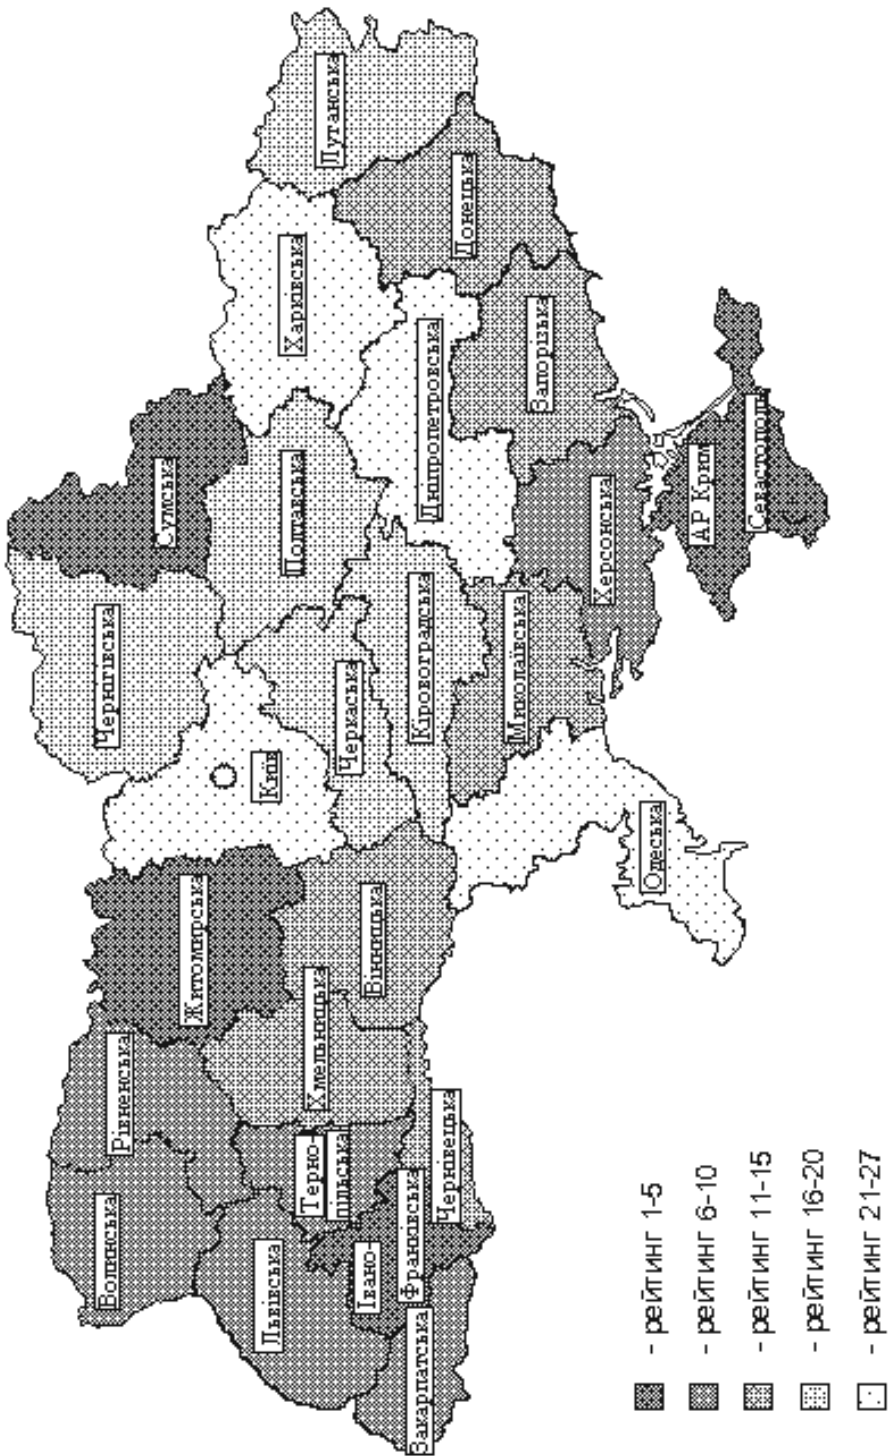 Волинська
Рівненська
Житомирська
Київ
Чернігівська
Сумська
Львівська
Терно-
пільська
Хмельницька
Вінницька
Черкаська
Полтавська
Харківська
Луганська
Івано-
Франківська
Закарпатська
Чернівецька
Кіровоградська
Дніпропетровська
Донецька
Одеська
Миколаївська
Херсонська
Запорізька
АР Крим
Севастополь
- рейтинг 1-5
- рейтинг 6-10
- рейтинг 11-15
- рейтинг 16-20
- рейтинг 21-27